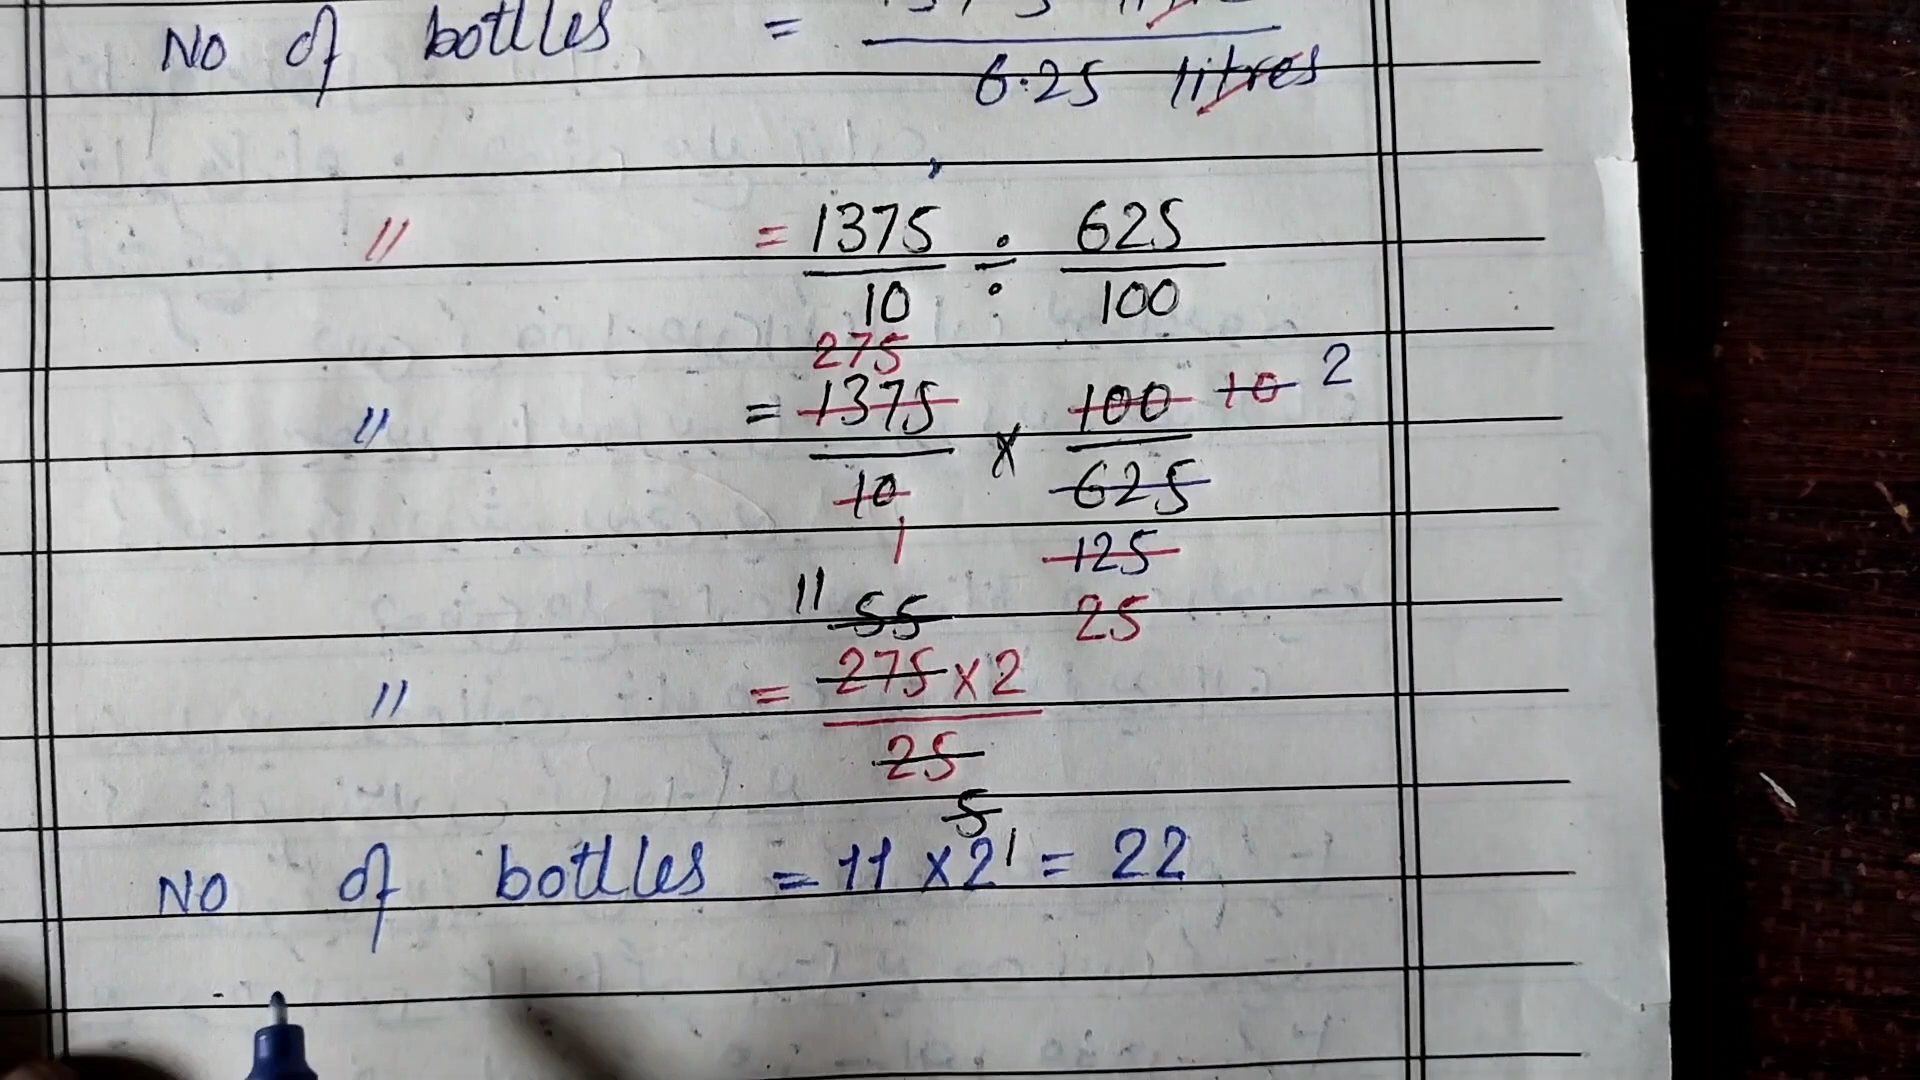 No of bottles =
6.25 litres
" = 1375/10 ÷ 625/100
275
" = 1375/10 × 100/625 10 2
1 125
11 55 25
" = 275 × 2 / 25
5
No of bottles = 11 × 2 1 = 22